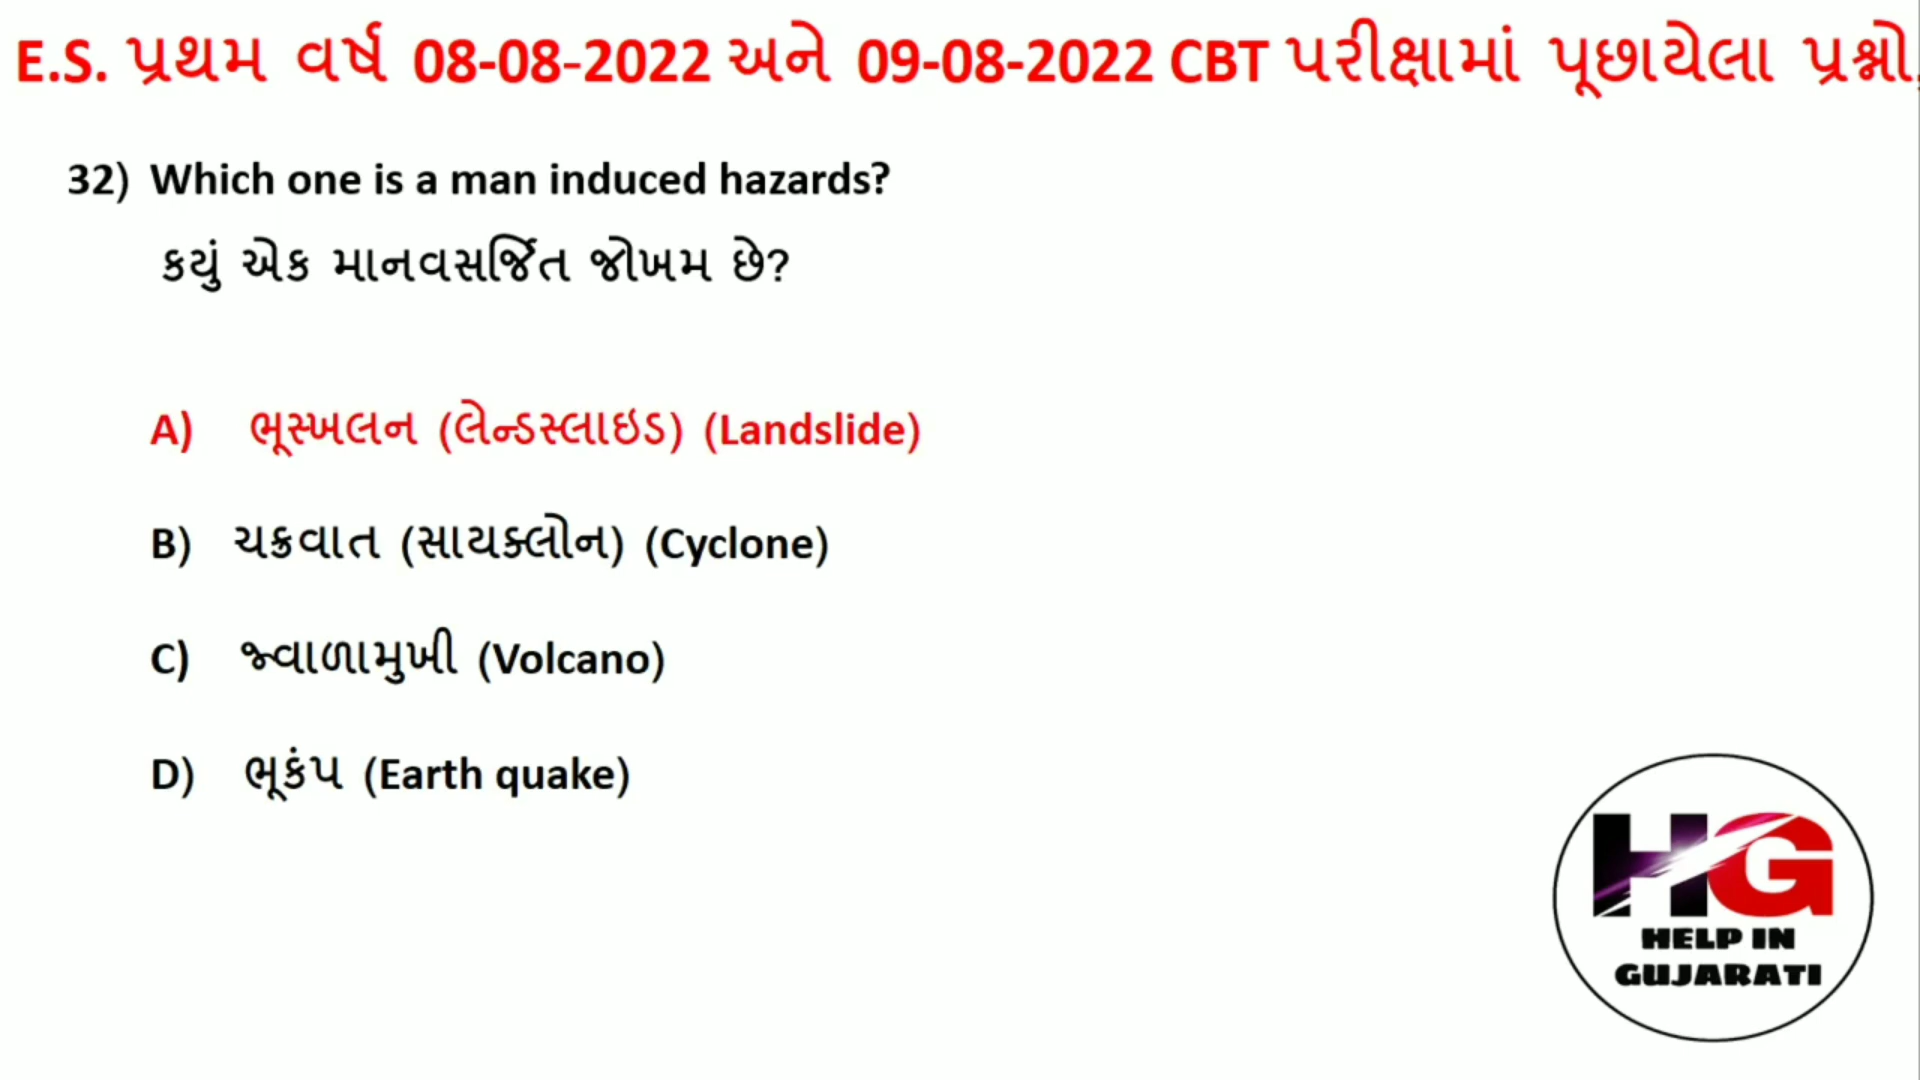 E.S. પ્રથમ વર્ષ 08-08-2022 અને 09-08-2022 CBT પરીક્ષામાં પૂછાયેલા પ્રશ્નો.
32) Which one is a man induced hazards?
કયું એક માનવસર્જિત જોખમ છે?
A) ભૂસ્ખલન (લેન્ડસ્લાઇડ) (Landslide)
B) ચક્રવાત (સાયક્લોન) (Cyclone)
C) જ્વાળામુખી (Volcano)
D) ભૂકંપ (Earth quake)
HG
HELP IN
GUJARATI